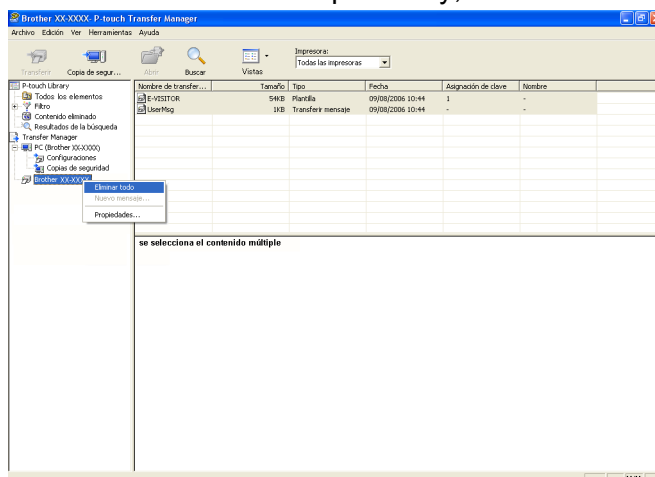 Brother XX-XXXX- P-touch Transfer Manager
Archivo Edición Ver Herramientas Ayuda
Impresora:
Todas las impresoras
Transferir Copia de segur... Abrir Buscar Vistas
P-touch Library
Todos los elementos
Filtro
Contenido eliminado
Resultados de la búsqueda
Transfer Manager
PC (Brother XX-XXXX)
Configuraciones
Copias de seguridad
Brother XX-XXXX
Eliminar todo
Nuevo mensaje...
Propiedades...
Nombre de transfer... Tamaño Tipo Fecha Asignación de clave Nombre
E-VISITOR 54KB Plantilla 09/08/2006 10:44 1 -
UserMsg 1KB Transferir mensaje 09/08/2006 10:44 - -
se selecciona el contenido múltiple